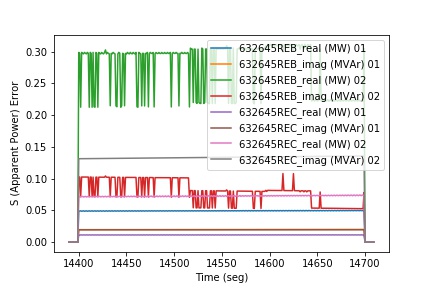 632645REB_real (MW) 01
632645REB_imag (MVAr) 01
632645REB_real (MW) 02
632645REB_imag (MVAr) 02
632645REC_real (MW) 01
632645REC_imag (MVAr) 01
632645REC_real (MW) 02
632645REC_imag (MVAr) 02
S (Apparent Power) Error
0.30
0.25
0.20
0.15
0.10
0.05
0.00
14400 14450 14500 14550 14600 14650 14700
Time (seg)